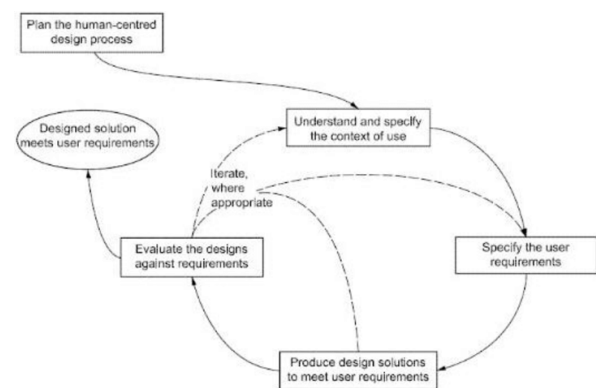 Plan the human-centred
design process
Understand and specify
the context of use
Designed solution
meets user requirements
Iterate,
where
appropriate
Evaluate the designs
against requirements
Specify the user
requirements
Produce design solutions
to meet user requirements